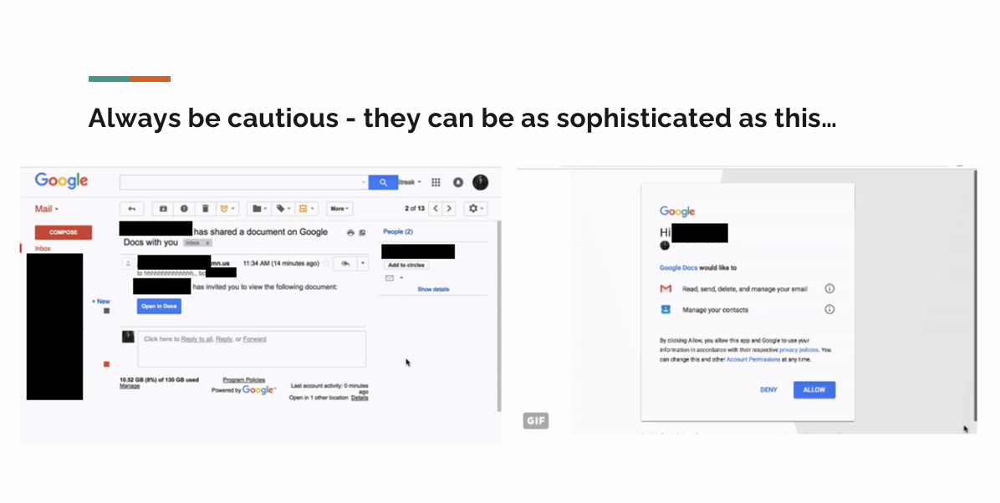 Always be cautious - they can be as sophisticated as this...
Google
Streak
Mail
More
2 of 13
COMPOSE
Inbox
has shared a document on Google
Docs with you Inbox x
People (2)
mn.us 11:34 AM (14 minutes ago)
to hhhhhhhhhhhhh., bc
Add to circles
has invited you to view the following document:
Show details
+ New
Open in Docs
Click here to Reply to all, Reply, or Forward
10.52 GB (8%) of 130 GB used
Manage
Program Policies
Powered by Google™
Last account activity: 0 minutes
ago
Open in 1 other location Details
Google
Hi
Google Docs would like to
Read, send, delete, and manage your email
Manage your contacts
By clicking Allow, you allow this app and Google to use your
information in accordance with their respective privacy policies. You
can change this and other Account Permissions at any time.
DENY ALLOW
GIF